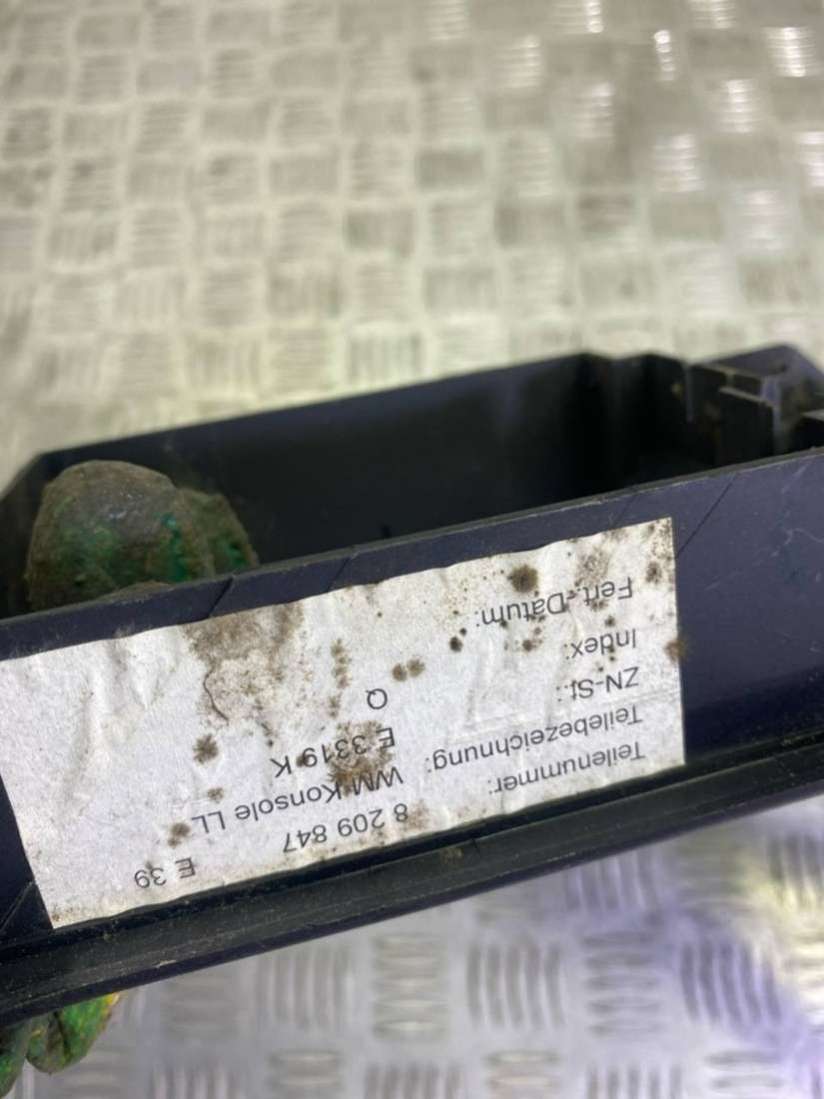 E 39
Teilenummer: 8 209 847
Teilebezeichnung: WM Konsole LL
ZN-St.: E 3319 K
Index: Q
Fert.-Datum: